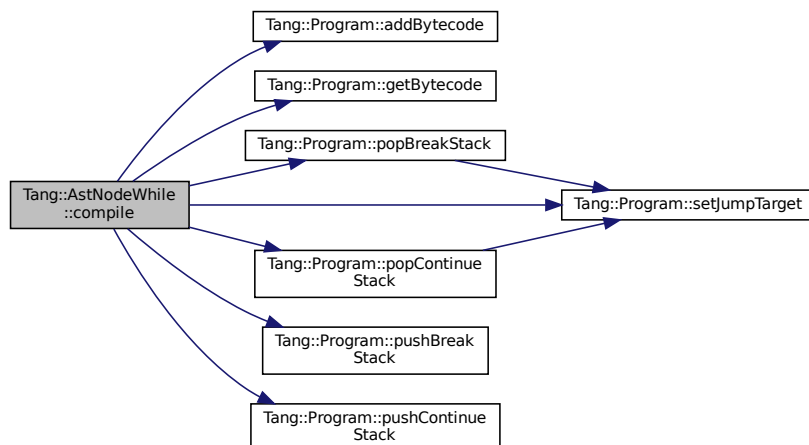 Tang::Program::addBytecode
Tang::Program::getBytecode
Tang::Program::popBreakStack
Tang::AstNodeWhile
::compile
Tang::Program::setJumpTarget
Tang::Program::popContinue
Stack
Tang::Program::pushBreak
Stack
Tang::Program::pushContinue
Stack